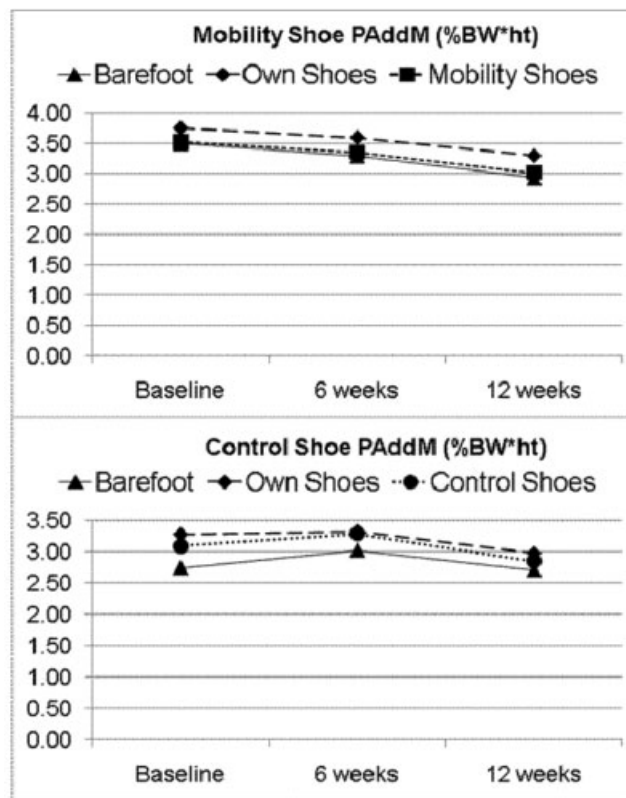 Mobility Shoe PAddM (%BW*ht)
Barefoot Own Shoes Mobility Shoes
4.00
3.50
3.00
2.50
2.00
1.50
1.00
0.50
0.00
Baseline 6 weeks 12 weeks
Control Shoe PAddM (%BW*ht)
Barefoot Own Shoes Control Shoes
3.50
3.00
2.50
2.00
1.50
1.00
0.50
0.00
Baseline 6 weeks 12 weeks